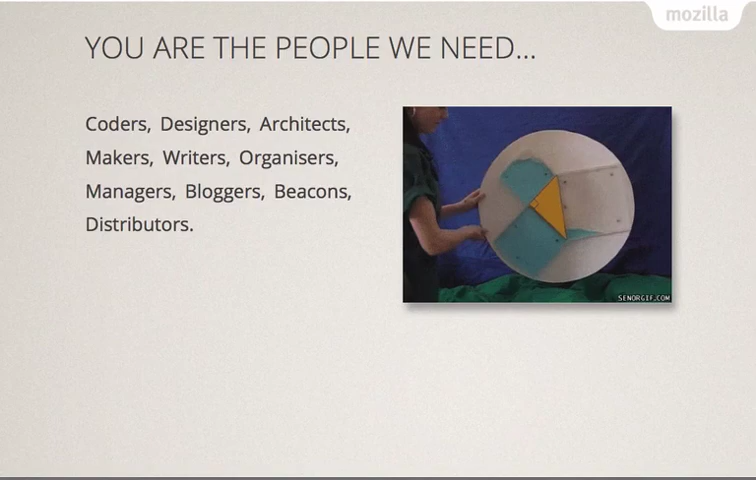 mozilla
YOU ARE THE PEOPLE WE NEED...
Coders, Designers, Architects,
Makers, Writers, Organisers,
Managers, Bloggers, Beacons,
Distributors.
SENORGIF.COM